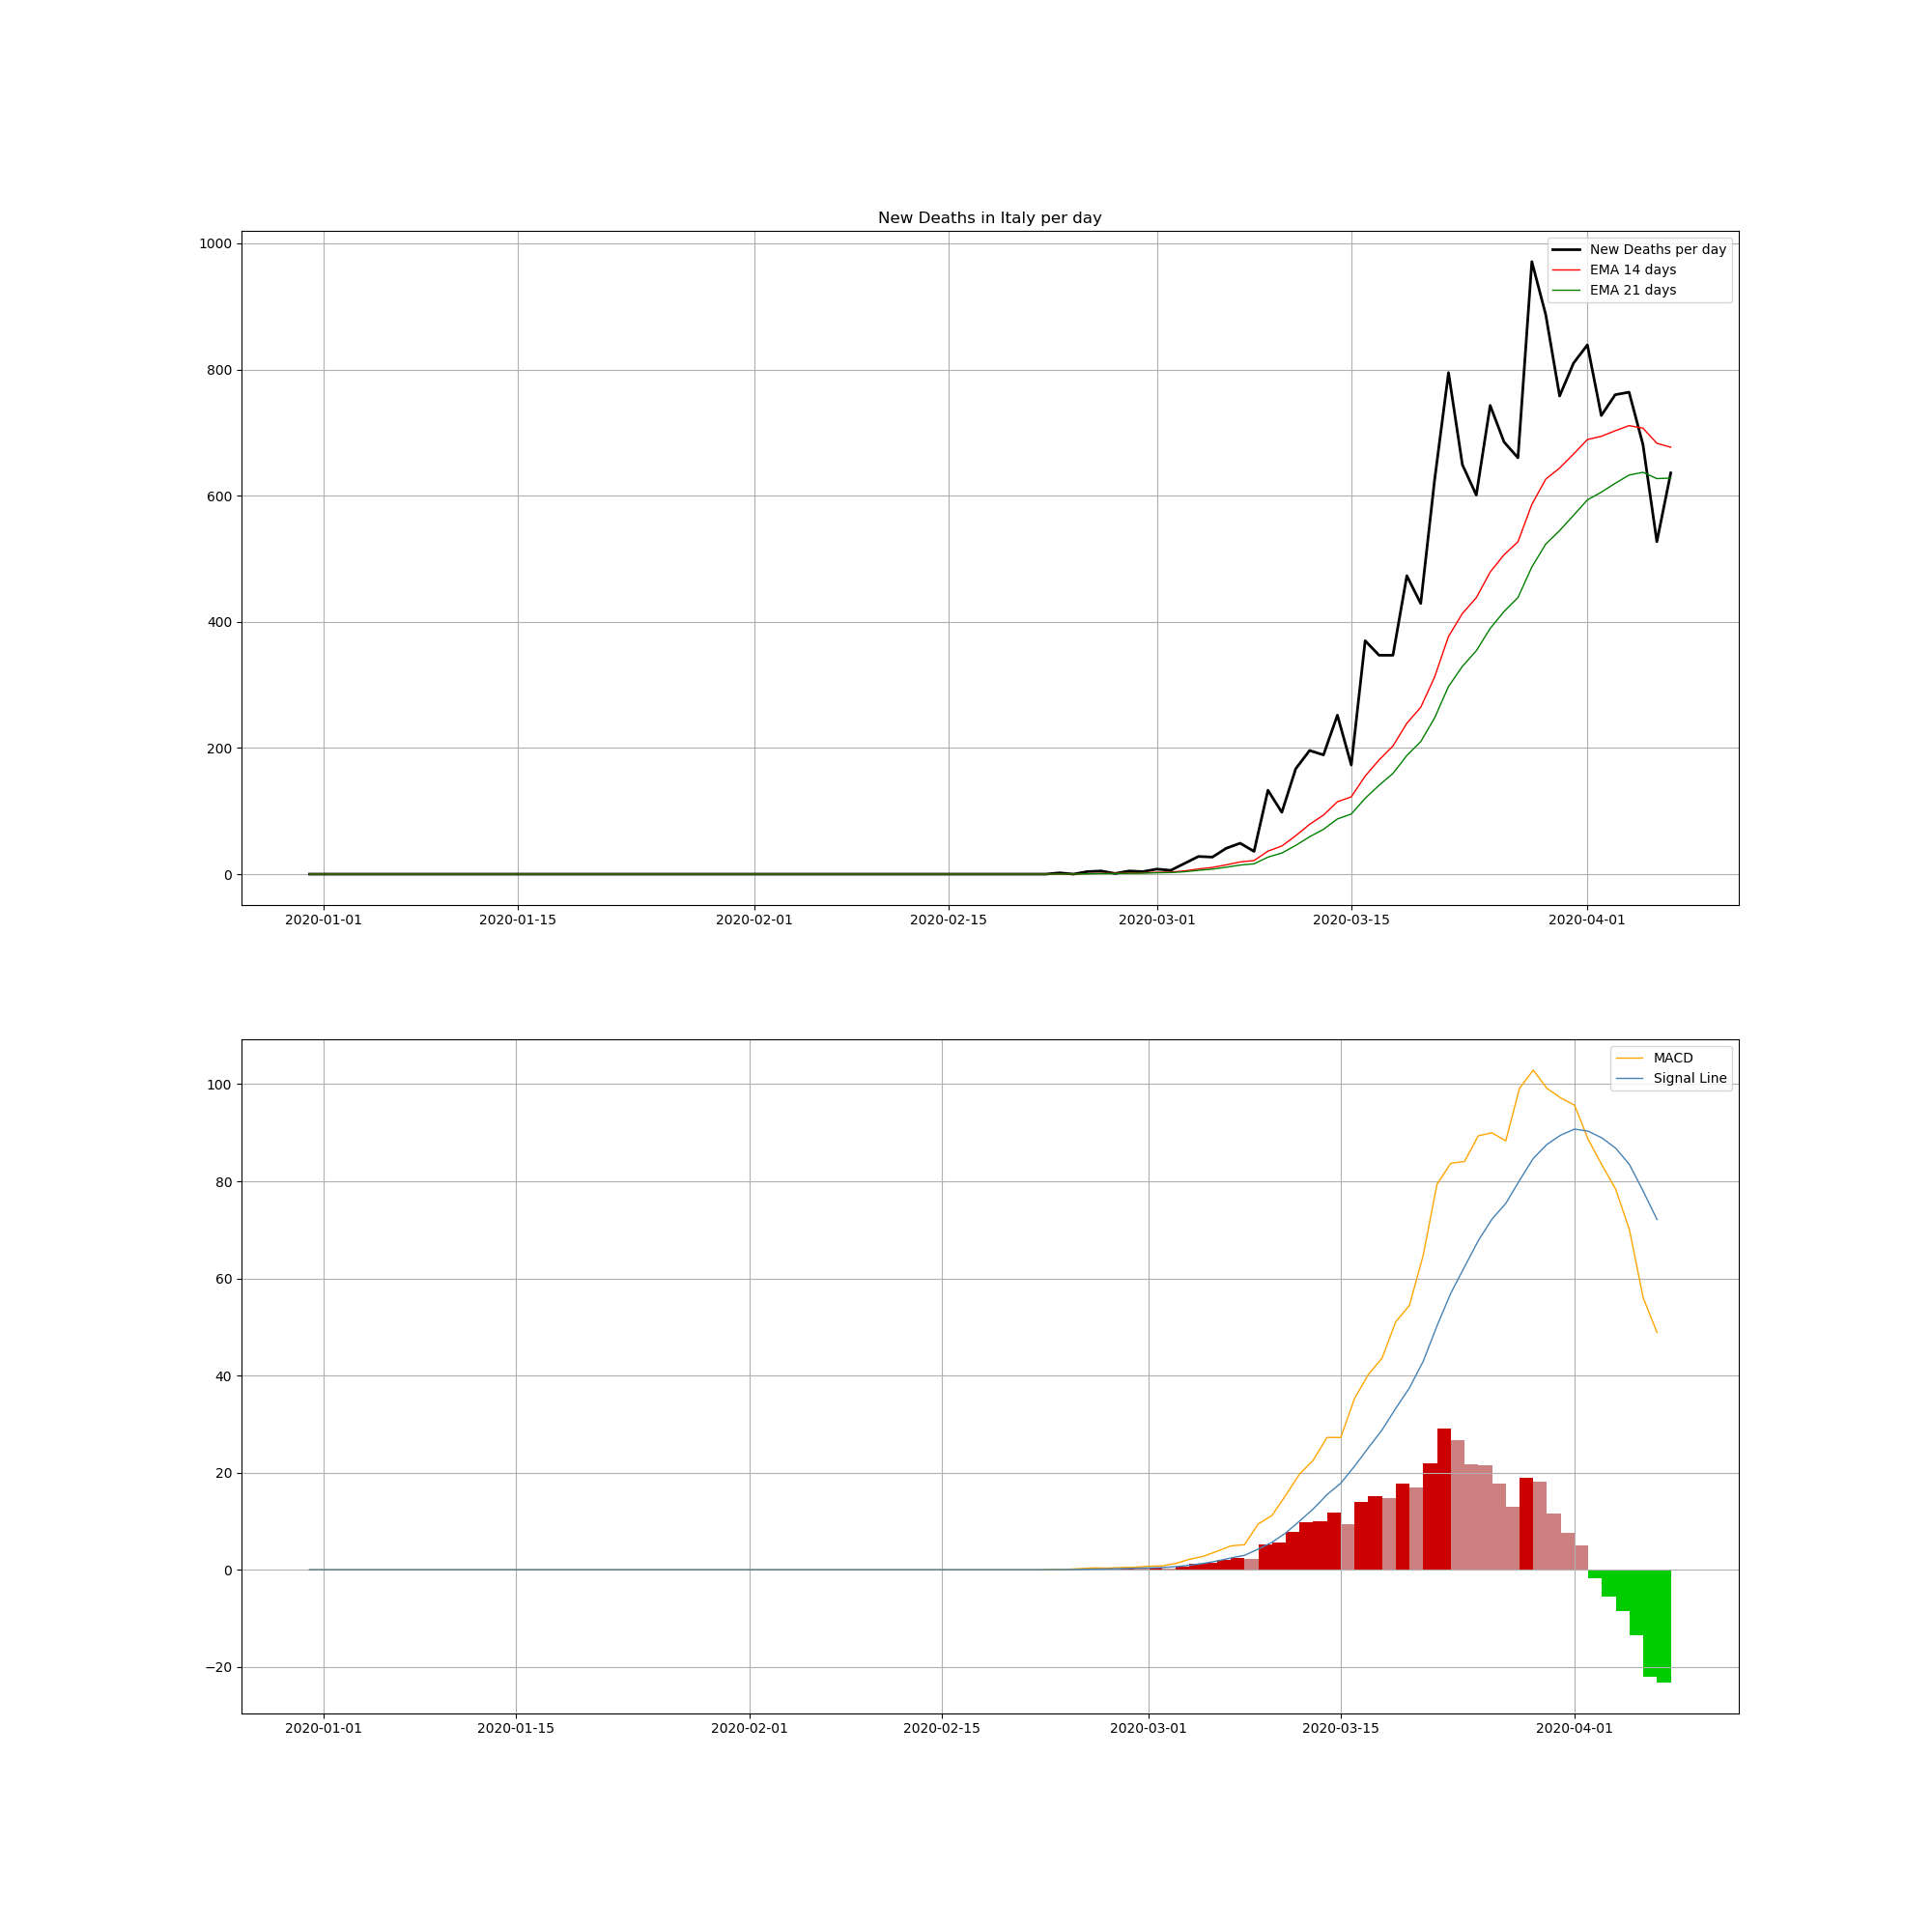 New Deaths in Italy per day
1000
800
600
400
200
0
New Deaths per day
EMA 14 days
EMA 21 days
2020-01-01 2020-01-15 2020-02-01 2020-02-15 2020-03-01 2020-03-15 2020-04-01
100
80
60
40
20
0
−20
MACD
Signal Line
2020-01-01 2020-01-15 2020-02-01 2020-02-15 2020-03-01 2020-03-15 2020-04-01